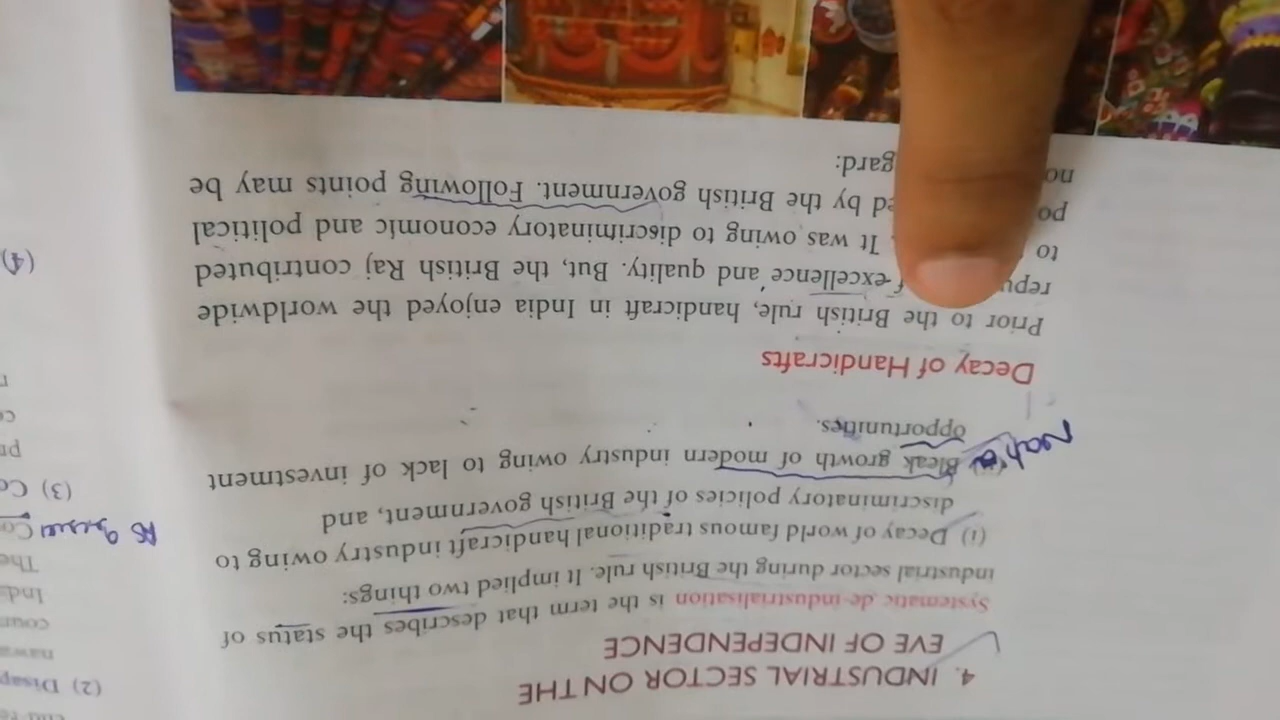 4. INDUSTRIAL SECTOR ON THE
EVE OF INDEPENDENCE
Systematic de-industrialisation is the term that describes the status of
industrial sector during the British rule. It implied two things:
(i) Decay of world famous traditional handicraft industry owing to
discriminatory policies of the British government, and
Bleak growth of modern industry owing to lack of investment
opportunities.
Decay of Handicrafts
Prior to the British rule, handicraft in India enjoyed the worldwide
excellence and quality. But, the British Raj contributed
to It was owing to discriminatory economic and political
by the British government. Following points may be
(2)
(3) Co
The
(4)